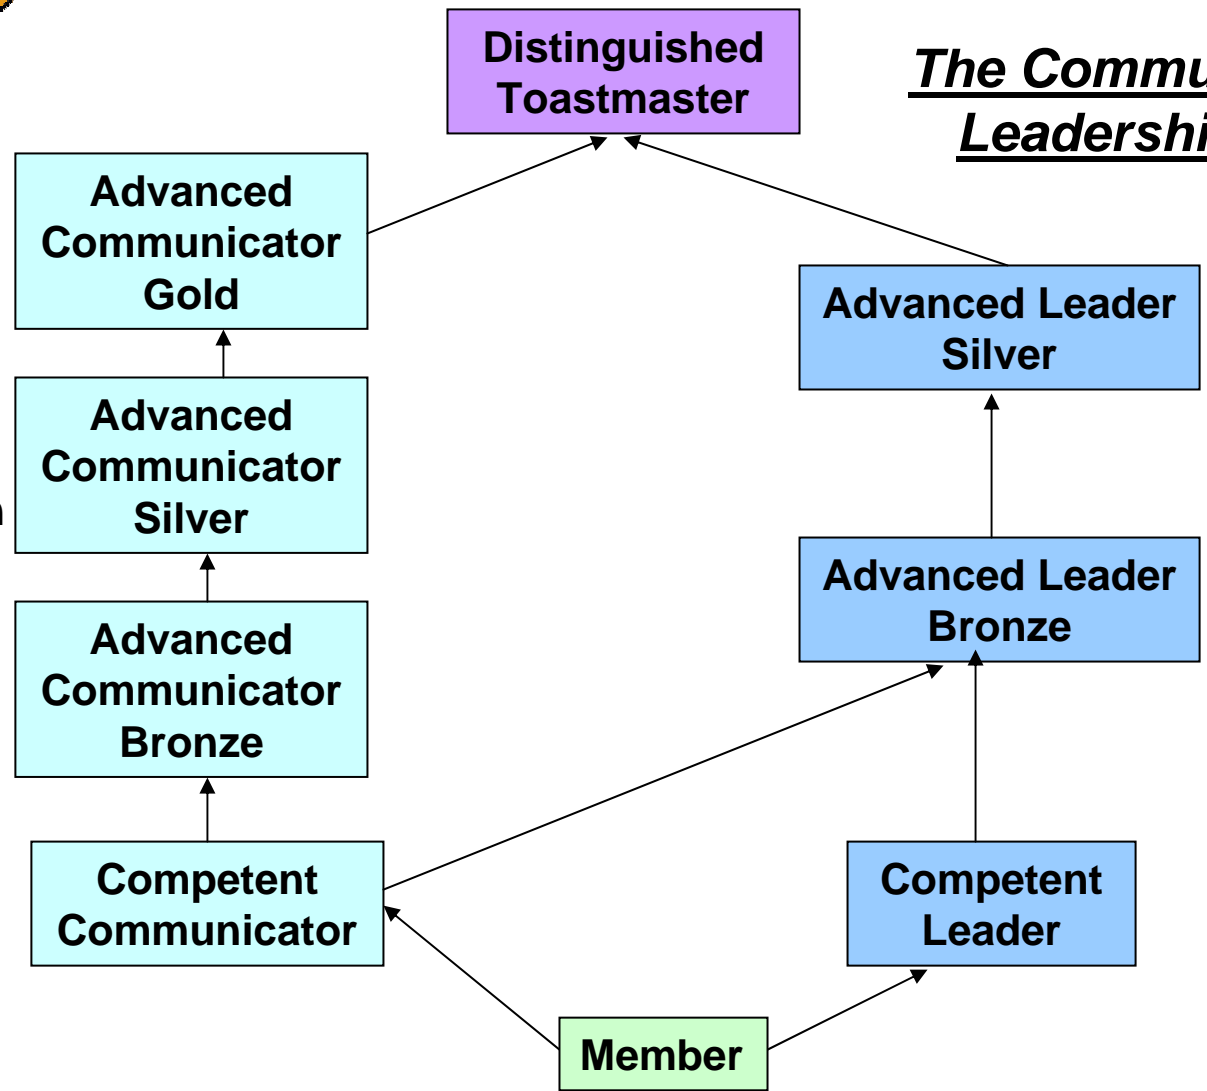 Distinguished
Toastmaster
The Commu
Leadershi
Advanced
Communicator
Gold
Advanced Leader
Silver
Advanced
Communicator
Silver
Advanced Leader
Bronze
Advanced
Communicator
Bronze
Competent
Communicator
Competent
Leader
Member